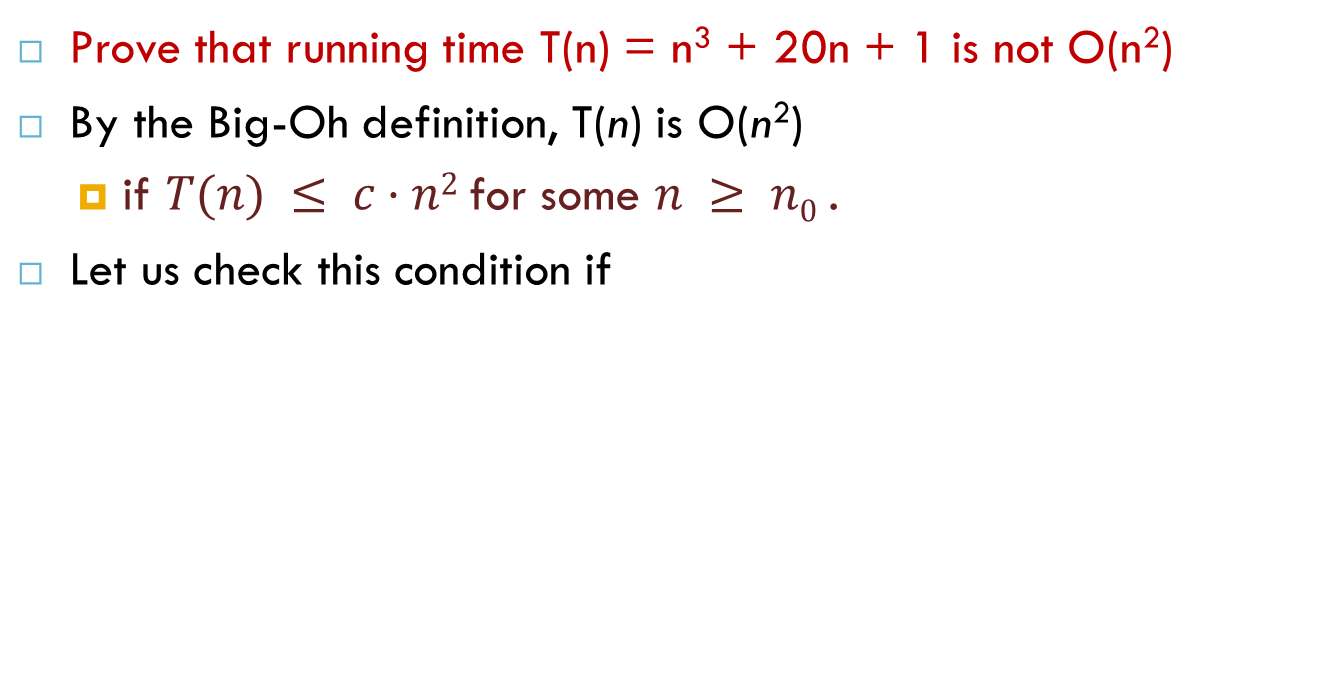 Prove that running time T(n) = n³ + 20n + 1 is not O(n²)
By the Big-Oh definition, T(n) is O(n²)
if T(n) ≤ c · n² for some n ≥ n₀ .
Let us check this condition if